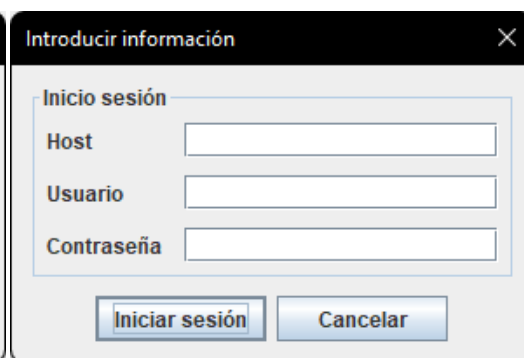 Introducir información
Inicio sesión
Host
Usuario
Contraseña
Iniciar sesión Cancelar